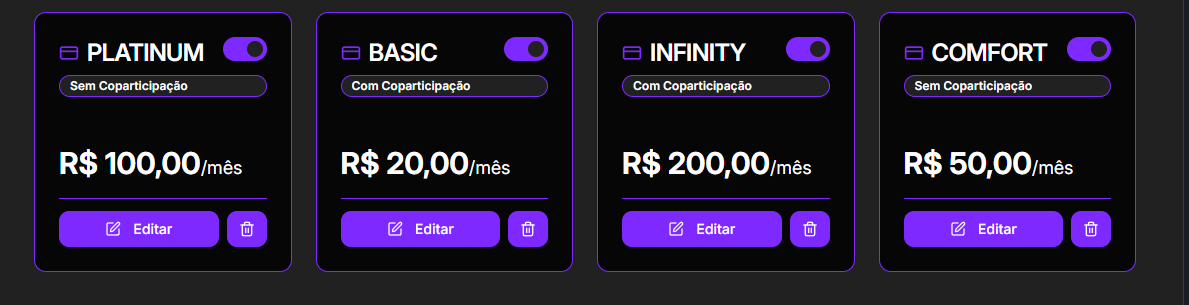 PLATINUM
Sem Coparticipação
R$ 100,00/mês
Editar
BASIC
Com Coparticipação
R$ 20,00/mês
Editar
INFINITY
Com Coparticipação
R$ 200,00/mês
Editar
COMFORT
Sem Coparticipação
R$ 50,00/mês
Editar